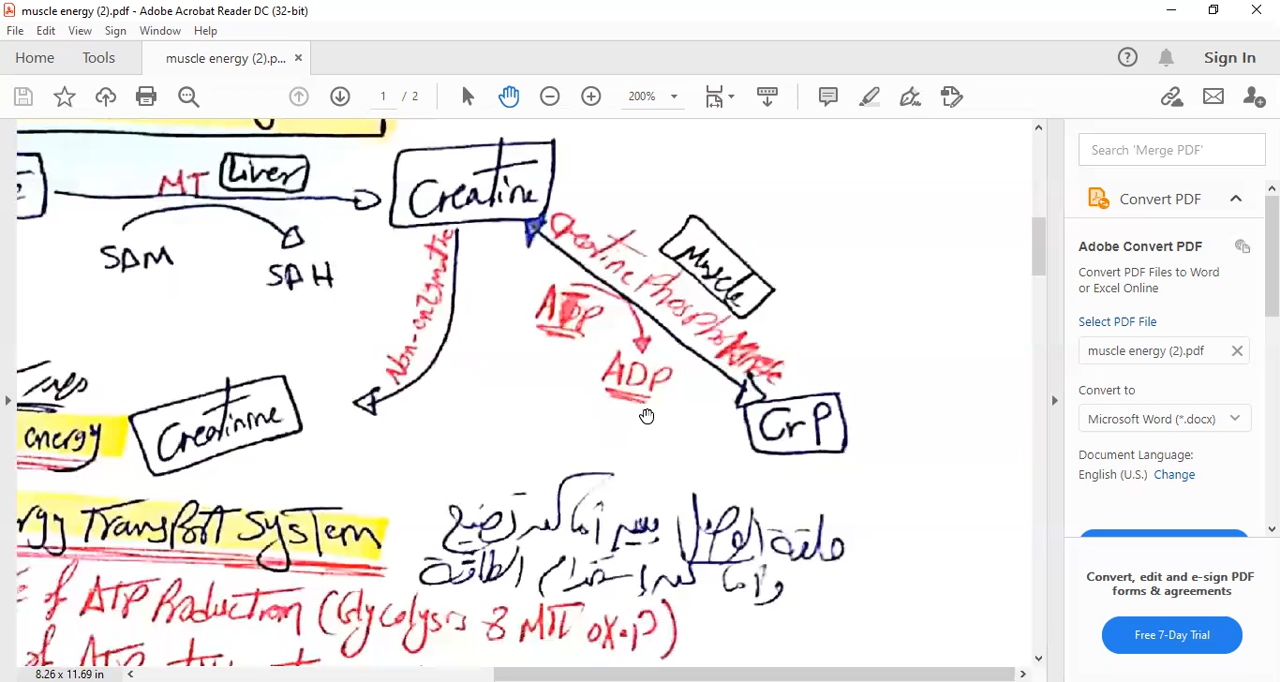 muscle energy (2).pdf - Adobe Acrobat Reader DC (32-bit)
File Edit View Sign Window Help
Home Tools muscle energy (2).p... ×
Sign In
1 / 2 200%
Search 'Merge PDF'
Convert PDF
Adobe Convert PDF
Convert PDF Files to Word
or Excel Online
Select PDF File
muscle energy (2).pdf
Convert to
Microsoft Word (*.docx)
Document Language:
English (U.S.) Change
Convert, edit and e-sign PDF
forms & agreements
Free 7-Day Trial
MT Liver
Creatine
SAM
SAH
Non-enzymatic
Creatine Phosphokinase
Muscle
ATP
ADP
CrP
energy
Creatinine
Transport System
of ATP Production (Glycolysis & MIT ox.P)
of ATP
الطاقة
8.26 x 11.69 in